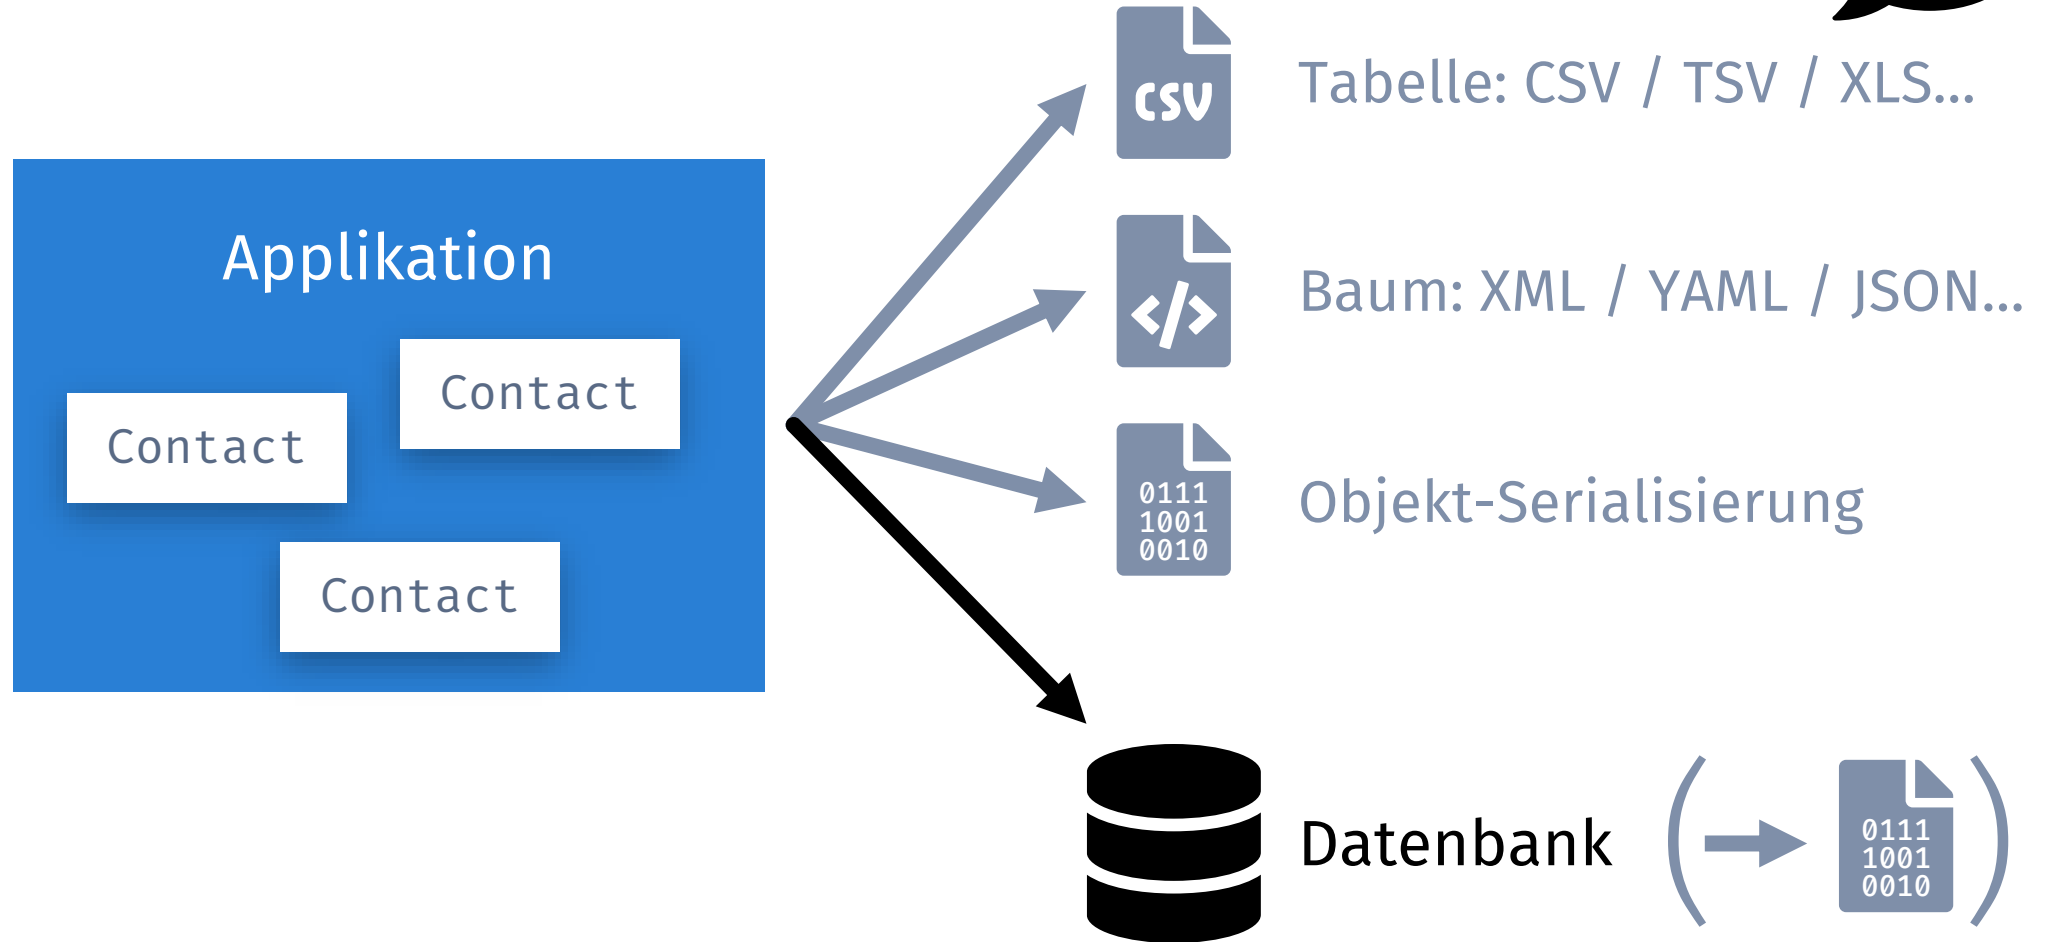 CSV
Tabelle: CSV / TSV / XLS...
Applikation
</>
Baum: XML / YAML / JSON...
Contact
Contact
Contact
0111
1001
0010
Objekt-Serialisierung
Datenbank
0111
1001
0010